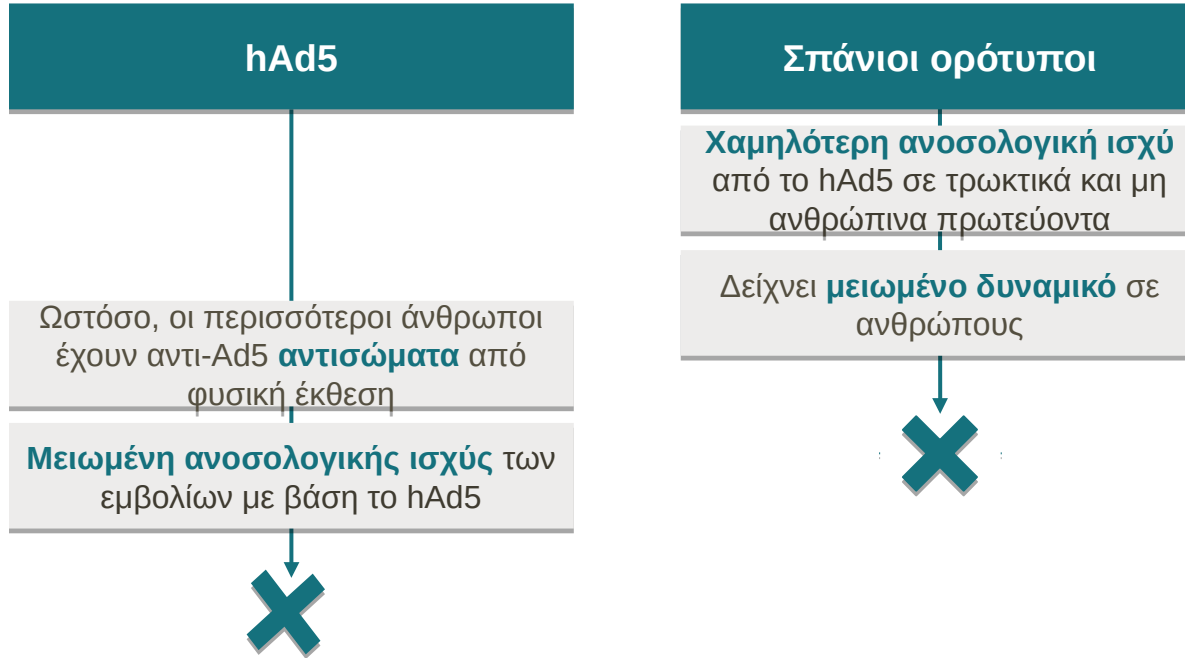 hAd5
Ωστόσο, οι περισσότεροι άνθρωποι
έχουν αντι-Ad5 αντισώματα από
φυσική έκθεση
Μειωμένη ανοσολογικής ισχύς των
εμβολίων με βάση το hAd5
Σπάνιοι ορότυποι
Χαμηλότερη ανοσολογική ισχύ
από το hAd5 σε τρωκτικά και μη
ανθρώπινα πρωτεύοντα
Δείχνει μειωμένο δυναμικό σε
ανθρώπους